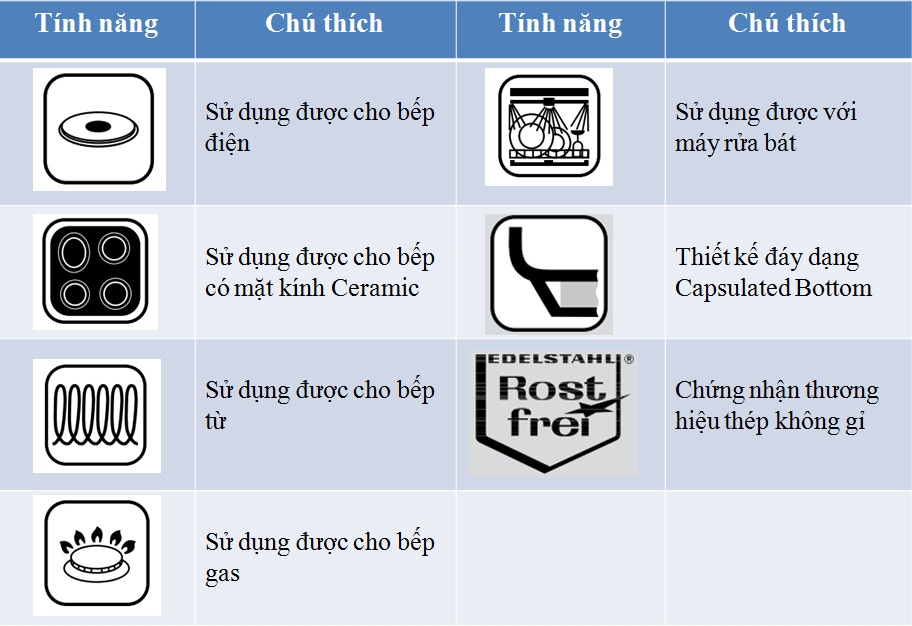 Tính năng
Chú thích
Tính năng
Chú thích
Sử dụng được cho bếp
điện
Sử dụng được với
máy rửa bát
Sử dụng được cho bếp
có mặt kính Ceramic
Thiết kế đáy dạng
Capsulated Bottom
Sử dụng được cho bếp
từ
EDELSTAHL®
Rost
frei
Chứng nhận thương
hiệu thép không gỉ
Sử dụng được cho bếp
gas